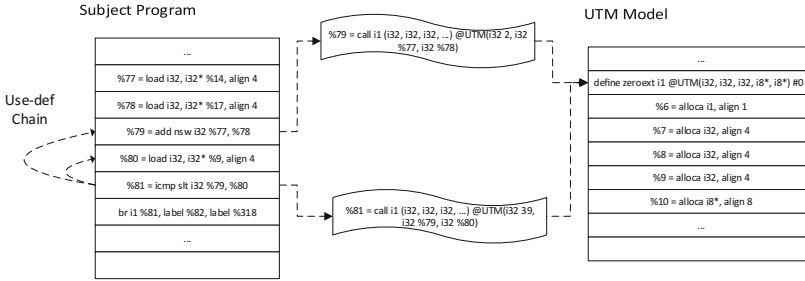 Subject Program
UTM Model
Use-def
Chain
...
%77 = load i32, i32* %14, align 4
%78 = load i32, i32* %17, align 4
%79 = add nsw i32 %77, %78
%80 = load i32, i32* %9, align 4
%81 = icmp slt i32 %79, %80
br i1 %81, label %82, label %318
...
%79 = call i1 (i32, i32, i32, ...) @UTM(i32 2, i32
%77, i32 %78)
%81 = call i1 (i32, i32, i32, ...) @UTM(i32 39,
i32 %79, i32 %80)
...
define zeroext i1 @UTM(i32, i32, i32, i8*, i8*) #0
%6 = alloca i1, align 1
%7 = alloca i32, align 4
%8 = alloca i32, align 4
%9 = alloca i32, align 4
%10 = alloca i8*, align 8
...